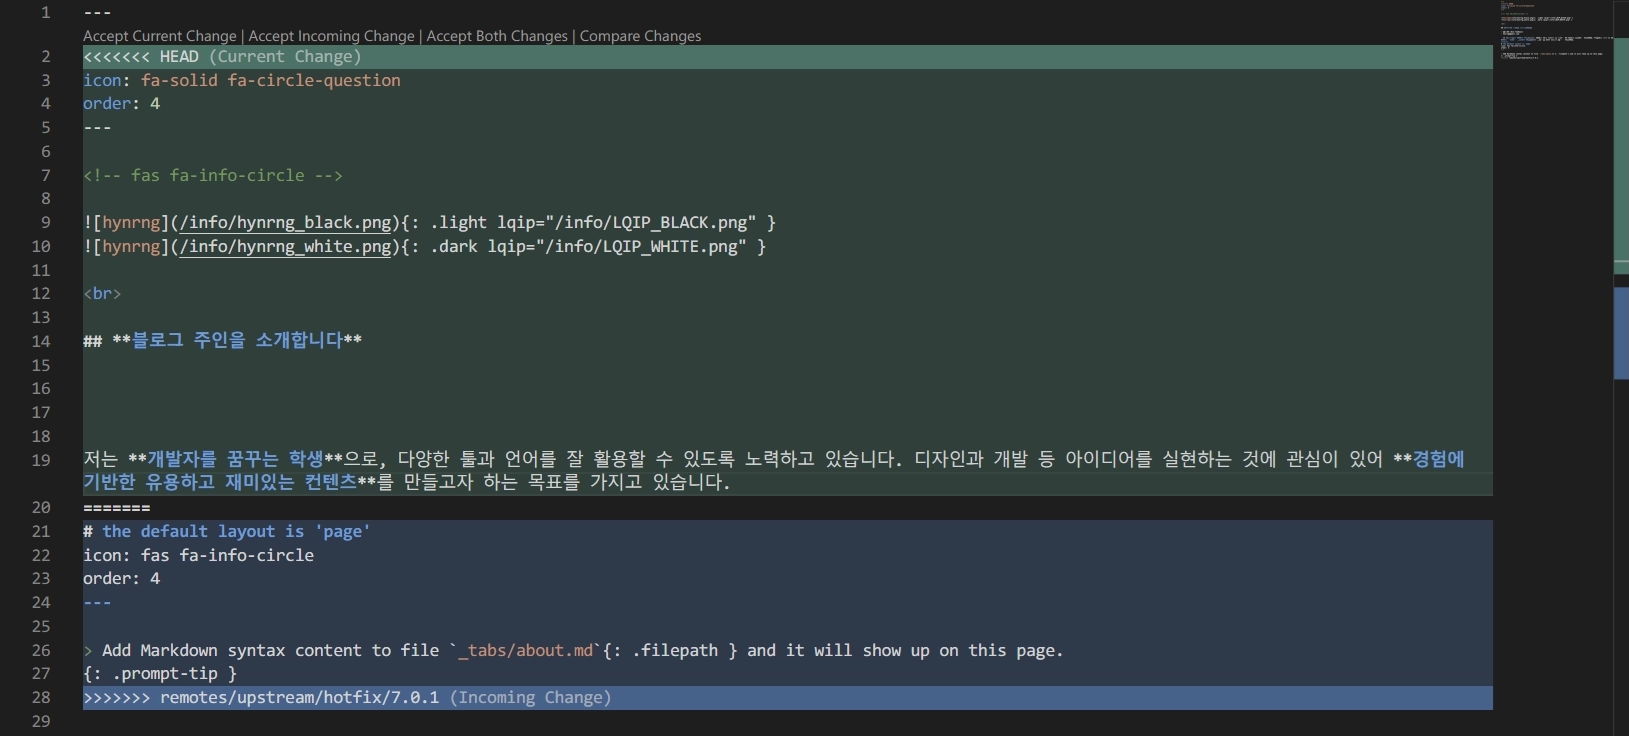 1 ---
Accept Current Change | Accept Incoming Change | Accept Both Changes | Compare Changes
2 <<<<<<< HEAD (Current Change)
3 icon: fa-solid fa-circle-question
4 order: 4
5 ---
6
7 <!-- fas fa-info-circle -->
8
9 ![hynrng](/info/hynrng_black.png){: .light lqip="/info/LQIP_BLACK.png" }
10 ![hynrng](/info/hynrng_white.png){: .dark lqip="/info/LQIP_WHITE.png" }
11
12 <br>
13
14 ## **블로그 주인을 소개합니다**
15
16
17
18
19 저는 **개발자를 꿈꾸는 학생**으로, 다양한 툴과 언어를 잘 활용할 수 있도록 노력하고 있습니다. 디자인과 개발 등 아이디어를 실현하는 것에 관심이 있어 **경험에
기반한 유용하고 재미있는 컨텐츠**를 만들고자 하는 목표를 가지고 있습니다.
20 =======
21 # the default layout is 'page'
22 icon: fas fa-info-circle
23 order: 4
24 ---
25
26 > Add Markdown syntax content to file `_tabs/about.md`{: .filepath } and it will show up on this page.
27 {: .prompt-tip }
28 >>>>>>> remotes/upstream/hotfix/7.0.1 (Incoming Change)
29